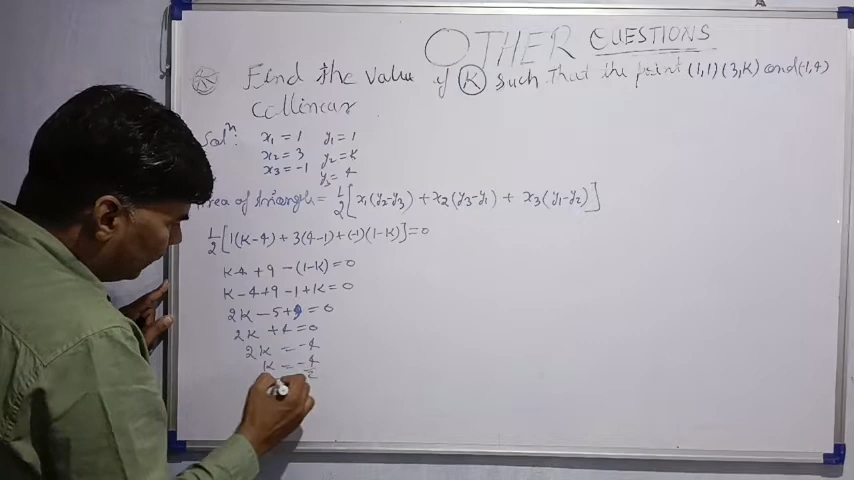 OTHER QUESTIONS
Find the value of K such that the point (1,1) (3,K) and (-1,4)
Collinear
Solⁿ:
x₁ = 1 y₁ = 1
x₂ = 3 y₂ = K
x₃ = -1 y₃ = 4
Area of triangle = 1/2 [x₁(y₂-y₃) + x₂(y₃-y₁) + x₃(y₁-y₂)]
1/2 [1(K-4) + 3(4-1) + (-1)(1-K)] = 0
K-4 + 9 - (1-K) = 0
K-4+9-1+K = 0
2K - 5+9 = 0
2K + 4 = 0
2K = -4
K = -4/2